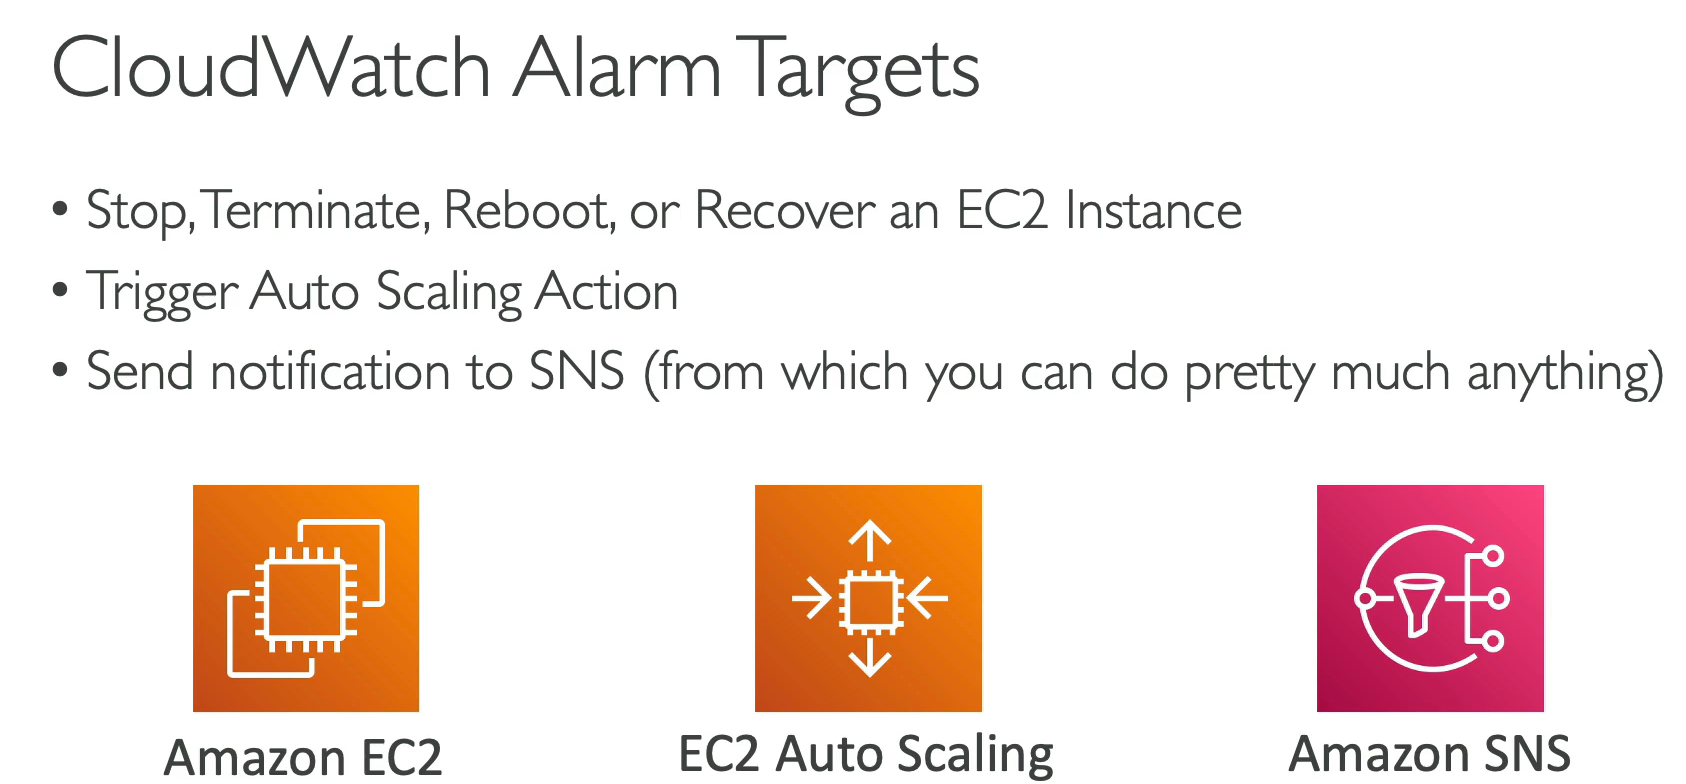 CloudWatch Alarm Targets
• Stop, Terminate, Reboot, or Recover an EC2 Instance
• Trigger Auto Scaling Action
• Send notification to SNS (from which you can do pretty much anything)
Amazon EC2
EC2 Auto Scaling
Amazon SNS